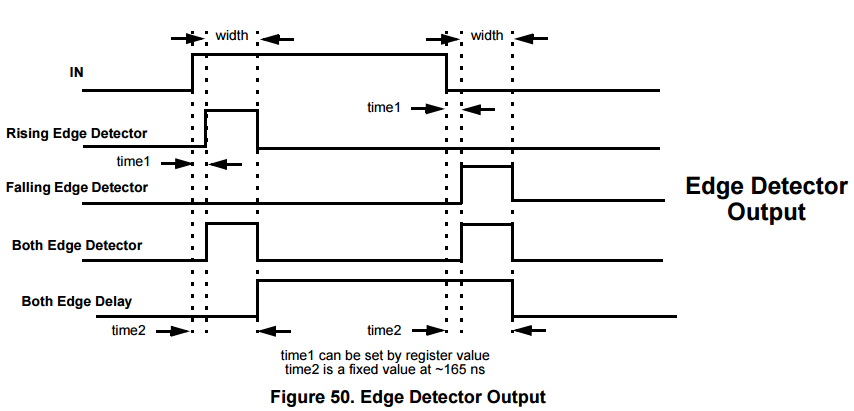 width
width
IN
time1
Rising Edge Detector
time1
Falling Edge Detector
Edge Detector
Output
Both Edge Detector
Both Edge Delay
time2
time2
time1 can be set by register value
time2 is a fixed value at ~165 ns
Figure 50. Edge Detector Output